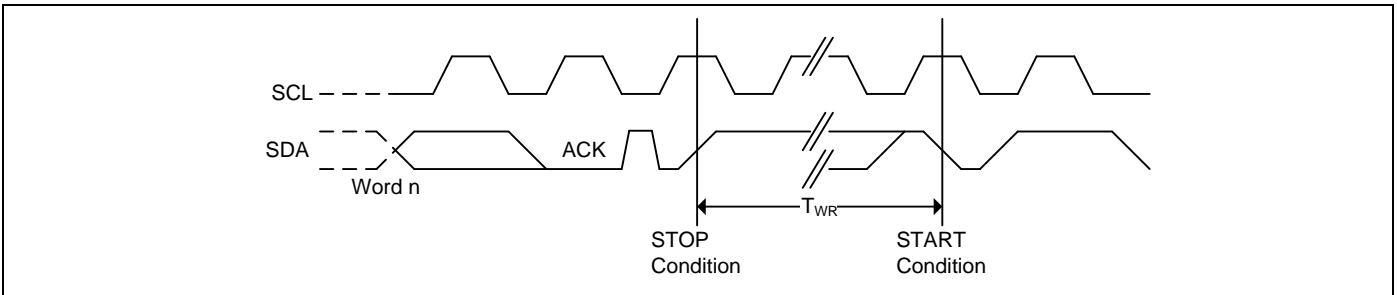 SCL
SDA
ACK
Word n
TWR
STOP
Condition
START
Condition